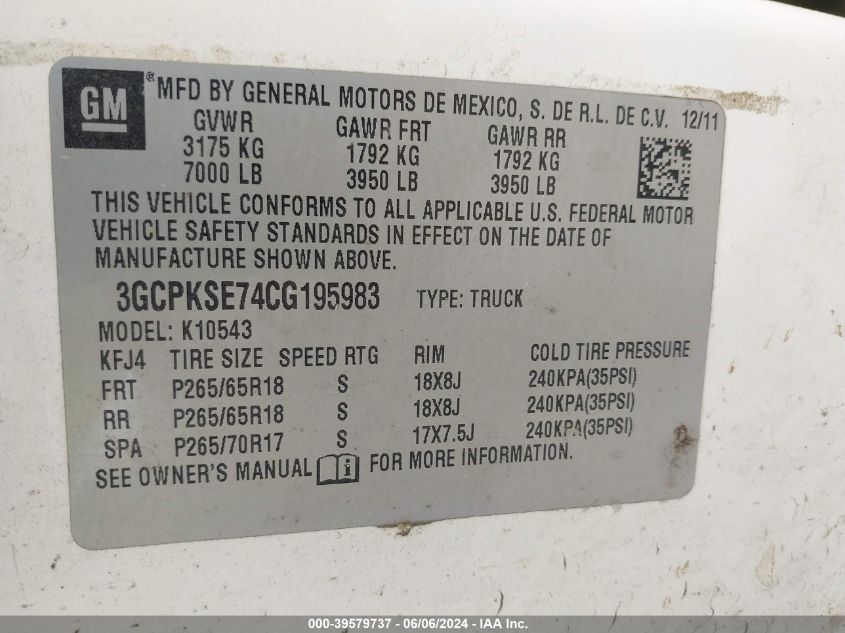 GM ® MFD BY GENERAL MOTORS DE MEXICO, S. DE R.L. DE C.V. 12/11
GVWR GAWR FRT GAWR RR
3175 KG 1792 KG 1792 KG
7000 LB 3950 LB 3950 LB
THIS VEHICLE CONFORMS TO ALL APPLICABLE U.S. FEDERAL MOTOR
VEHICLE SAFETY STANDARDS IN EFFECT ON THE DATE OF
MANUFACTURE SHOWN ABOVE.
3GCPKSE74CG195983 TYPE: TRUCK
MODEL: K10543
KFJ4 TIRE SIZE SPEED RTG RIM COLD TIRE PRESSURE
FRT P265/65R18 S 18X8J 240KPA(35PSI)
RR P265/65R18 S 18X8J 240KPA(35PSI)
SPA P265/70R17 S 17X7.5J 240KPA(35PSI)
SEE OWNER'S MANUAL i FOR MORE INFORMATION.
000-39579737 - 06/06/2024 - IAA Inc.